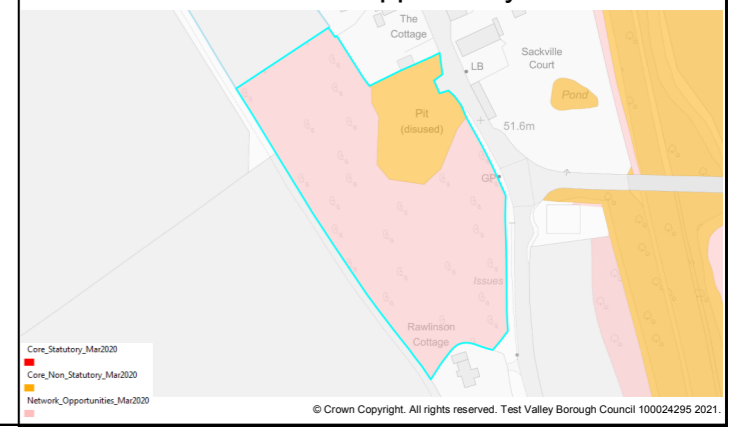 The
Cottage
Sackville
Court
LB
Pond
Pit
(disused)
51.6m
GP
Issues
Rawlinson
Cottage
Core_Statutory_Mar2020
Core_Non_Statutory_Mar2020
Network_Opportunities_Mar2020
© Crown Copyright. All rights reserved. Test Valley Borough Council 100024295 2021.